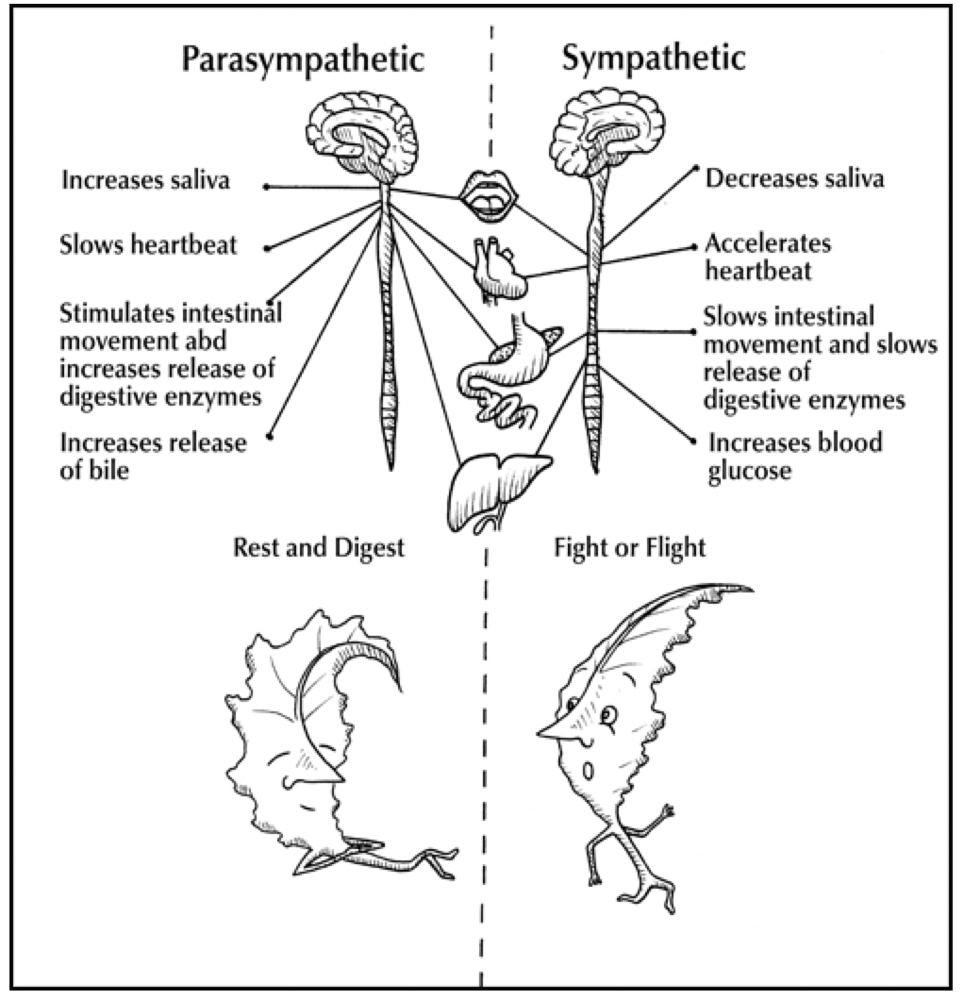 Parasympathetic
Increases saliva
Slows heartbeat
Stimulates intestinal
movement abd
increases release of
digestive enzymes
Increases release
of bile
Rest and Digest
Sympathetic
Decreases saliva
Accelerates
heartbeat
Slows intestinal
movement and slows
release of
digestive enzymes
Increases blood
glucose
Fight or Flight